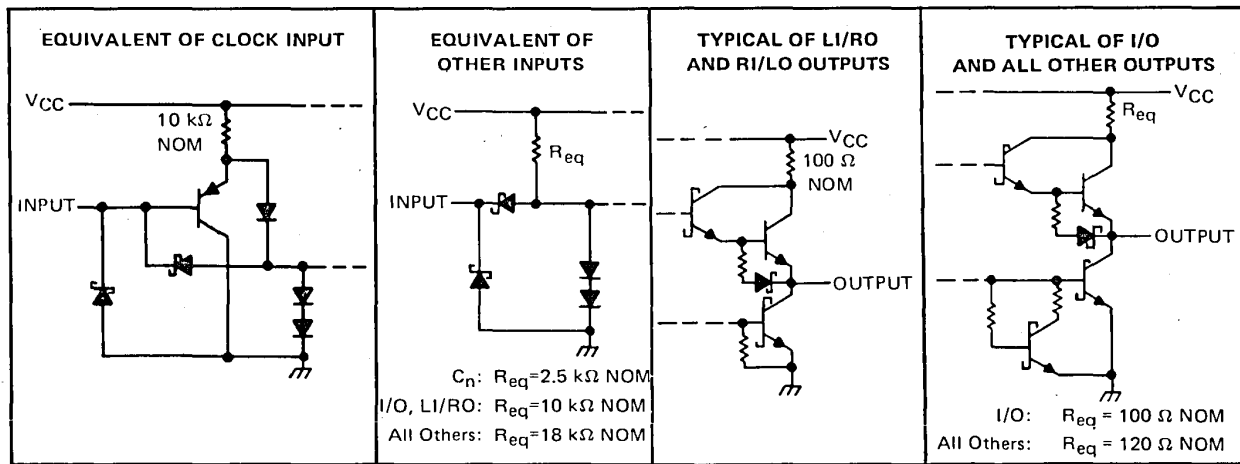 EQUIVALENT OF CLOCK INPUT
VCC
10 kΩ
NOM
INPUT
EQUIVALENT OF
OTHER INPUTS
VCC
Req
INPUT
Cn: Req=2.5 kΩ NOM
I/O, LI/RO: Req=10 kΩ NOM
All Others: Req=18 kΩ NOM
TYPICAL OF LI/RO
AND RI/LO OUTPUTS
VCC
100 Ω
NOM
OUTPUT
TYPICAL OF I/O
AND ALL OTHER OUTPUTS
VCC
Req
OUTPUT
I/O: Req = 100 Ω NOM
All Others: Req = 120 Ω NOM